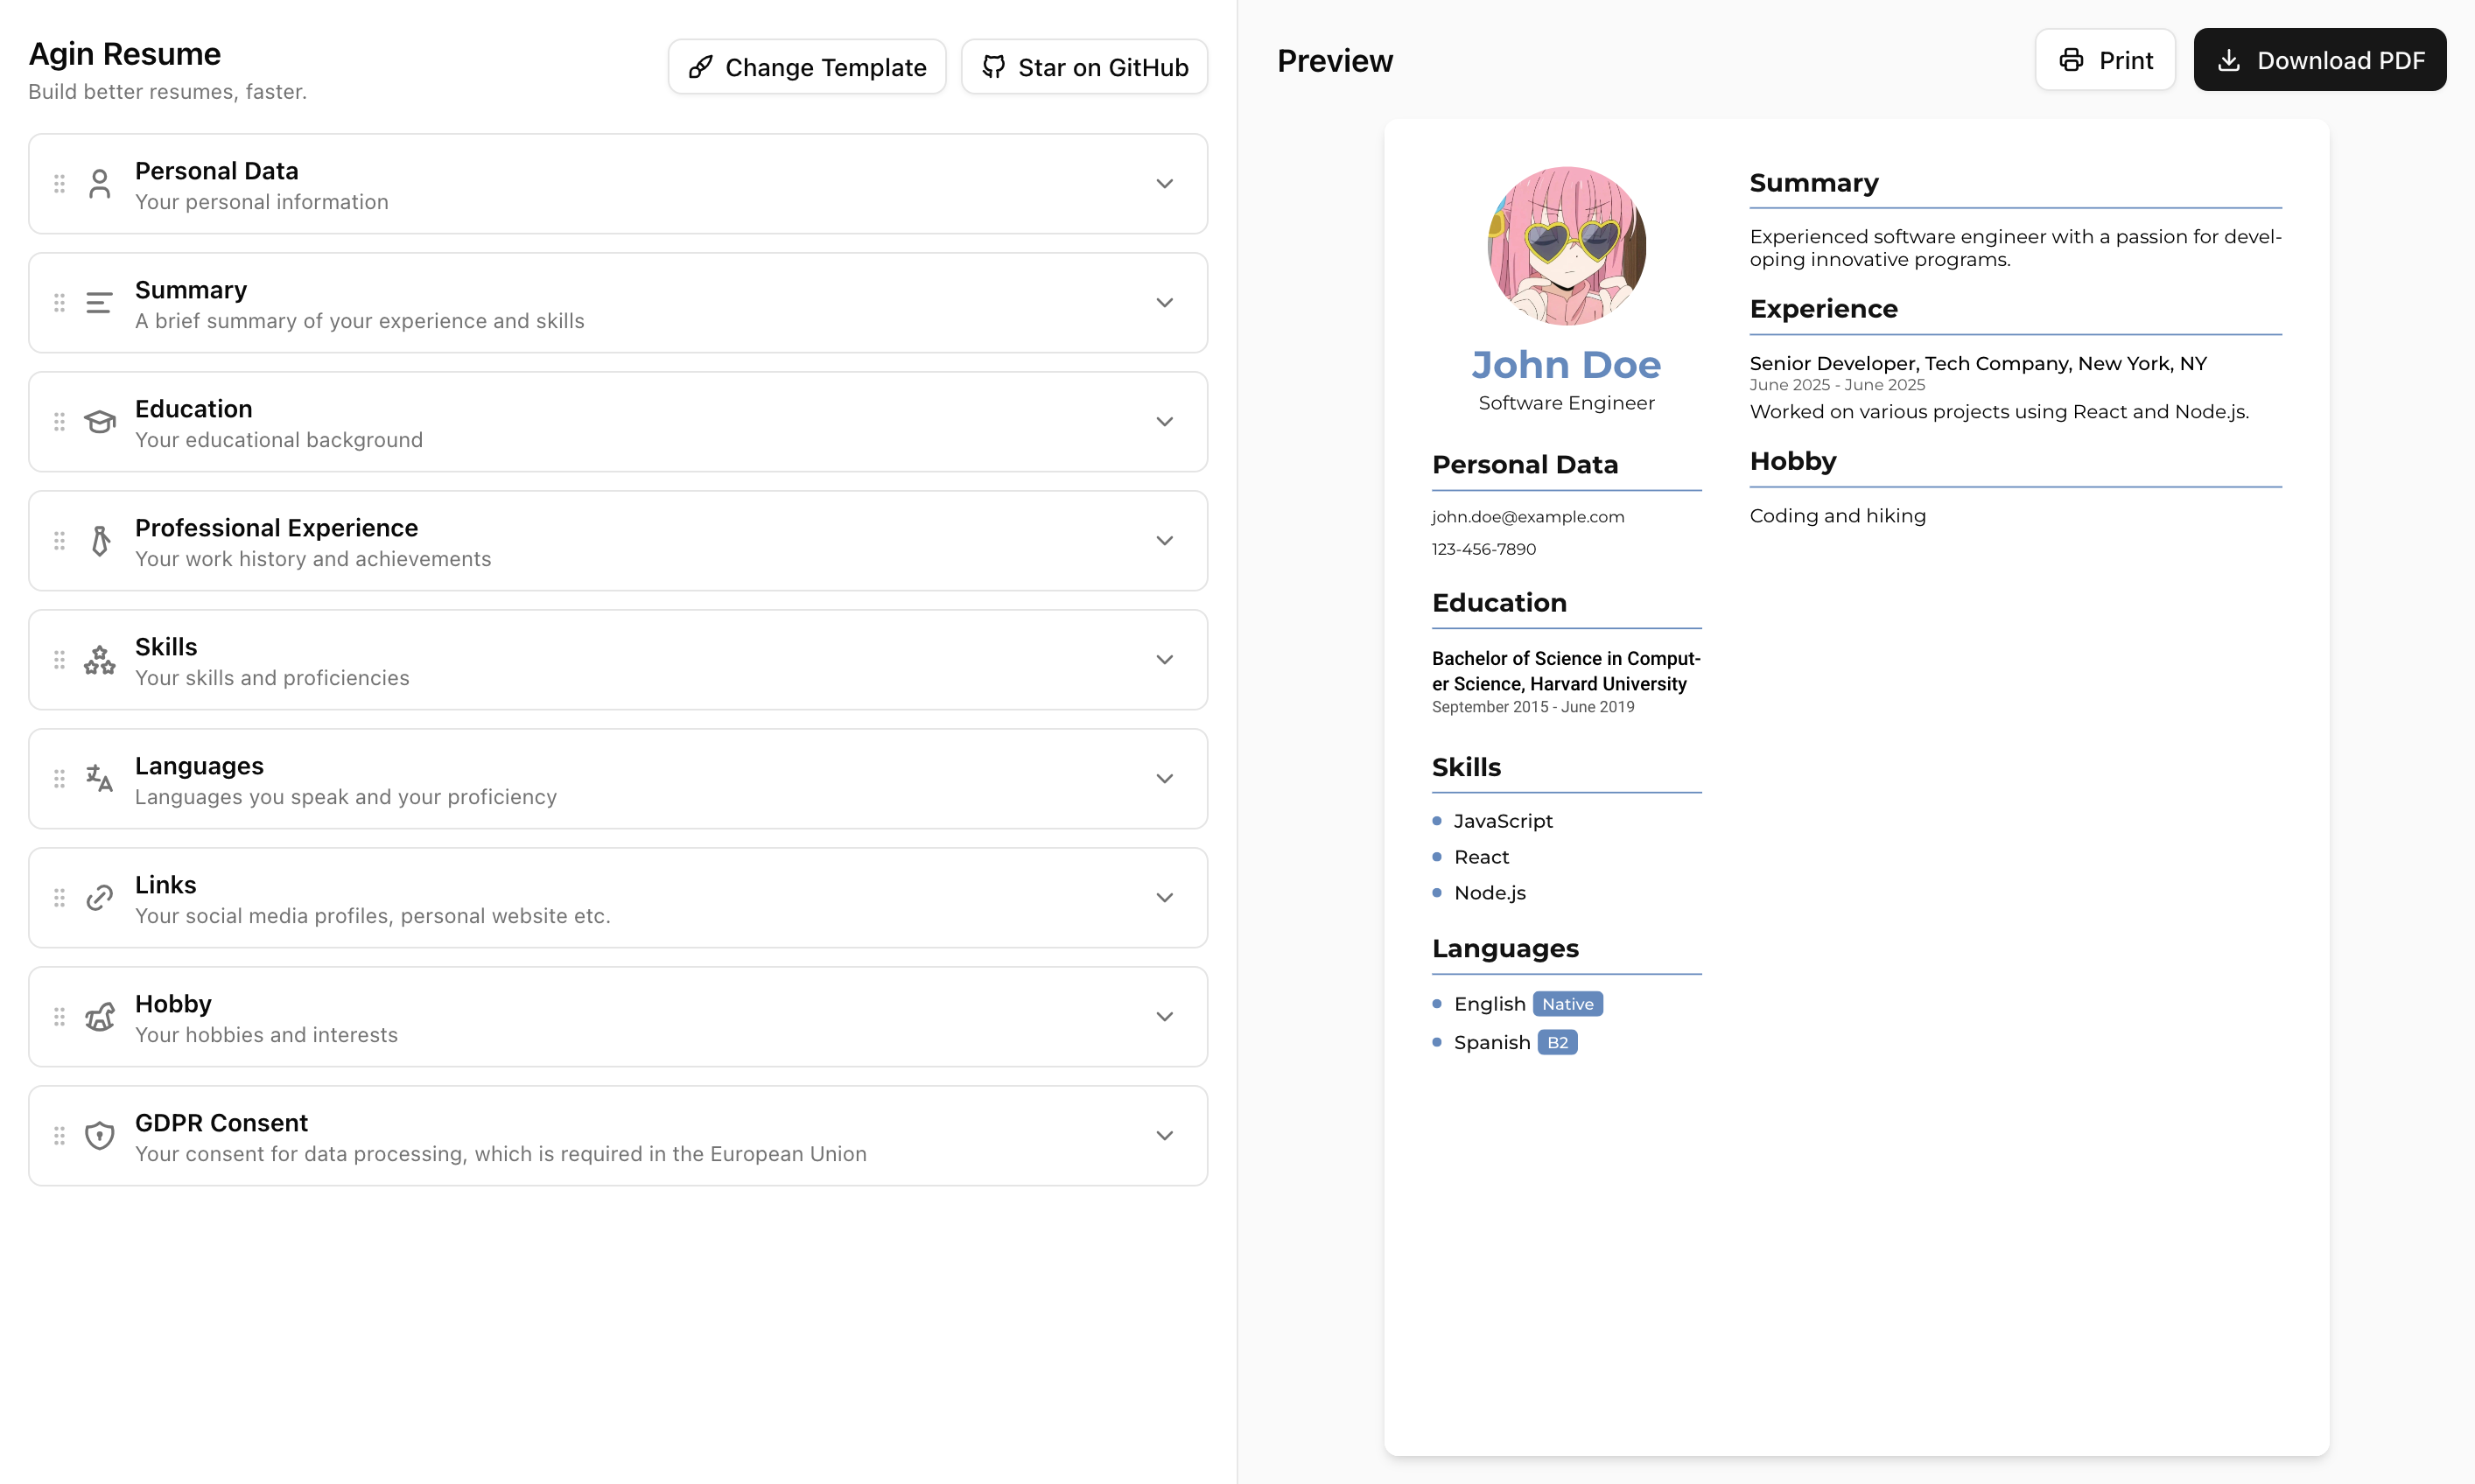 Agin Resume
Build better resumes, faster.
Change Template
Star on GitHub
Personal Data
Your personal information
Summary
A brief summary of your experience and skills
Education
Your educational background
Professional Experience
Your work history and achievements
Skills
Your skills and proficiencies
Languages
Languages you speak and your proficiency
Links
Your social media profiles, personal website etc.
Hobby
Your hobbies and interests
GDPR Consent
Your consent for data processing, which is required in the European Union
Preview
Print
Download PDF
John Doe
Software Engineer
Personal Data
john.doe@example.com
123-456-7890
Education
Bachelor of Science in Comput-
er Science, Harvard University
September 2015 - June 2019
Skills
JavaScript
React
Node.js
Languages
English Native
Spanish B2
Summary
Experienced software engineer with a passion for devel-
oping innovative programs.
Experience
Senior Developer, Tech Company, New York, NY
June 2025 - June 2025
Worked on various projects using React and Node.js.
Hobby
Coding and hiking